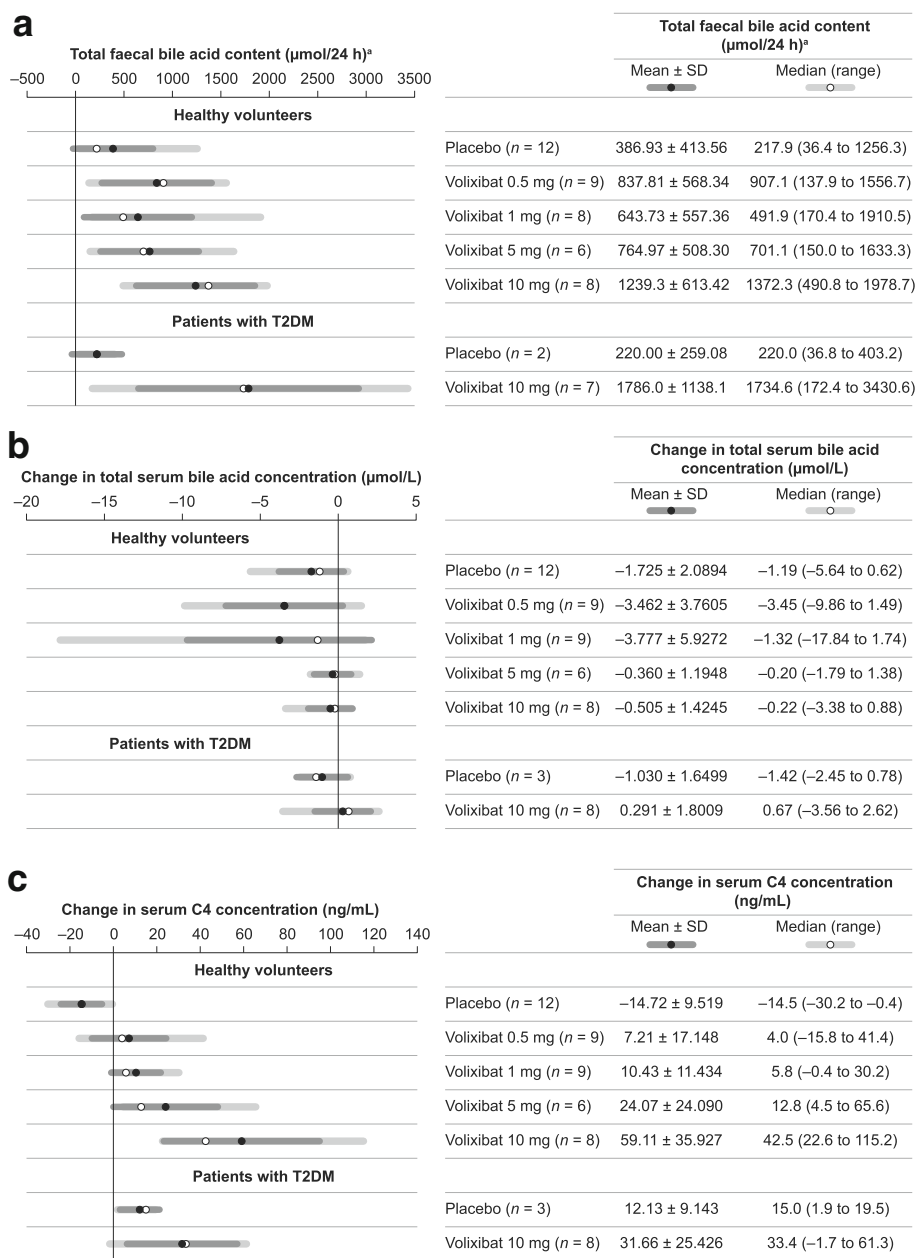 a
Total faecal bile acid content (µmol/24 h)ᵃ
–500 0 500 1000 1500 2000 2500 3000 3500
Total faecal bile acid content
(µmol/24 h)ᵃ
Mean ± SD Median (range)
Healthy volunteers
Placebo (n = 12) 386.93 ± 413.56 217.9 (36.4 to 1256.3)
Volixibat 0.5 mg (n = 9) 837.81 ± 568.34 907.1 (137.9 to 1556.7)
Volixibat 1 mg (n = 8) 643.73 ± 557.36 491.9 (170.4 to 1910.5)
Volixibat 5 mg (n = 6) 764.97 ± 508.30 701.1 (150.0 to 1633.3)
Volixibat 10 mg (n = 8) 1239.3 ± 613.42 1372.3 (490.8 to 1978.7)
Patients with T2DM
Placebo (n = 2) 220.00 ± 259.08 220.0 (36.8 to 403.2)
Volixibat 10 mg (n = 7) 1786.0 ± 1138.1 1734.6 (172.4 to 3430.6)
b
Change in total serum bile acid concentration (µmol/L)
–20 –15 –10 –5 0 5
Change in total serum bile acid
concentration (µmol/L)
Mean ± SD Median (range)
Healthy volunteers
Placebo (n = 12) –1.725 ± 2.0894 –1.19 (–5.64 to 0.62)
Volixibat 0.5 mg (n = 9) –3.462 ± 3.7605 –3.45 (–9.86 to 1.49)
Volixibat 1 mg (n = 9) –3.777 ± 5.9272 –1.32 (–17.84 to 1.74)
Volixibat 5 mg (n = 6) –0.360 ± 1.1948 –0.20 (–1.79 to 1.38)
Volixibat 10 mg (n = 8) –0.505 ± 1.4245 –0.22 (–3.38 to 0.88)
Patients with T2DM
Placebo (n = 3) –1.030 ± 1.6499 –1.42 (–2.45 to 0.78)
Volixibat 10 mg (n = 8) 0.291 ± 1.8009 0.67 (–3.56 to 2.62)
c
Change in serum C4 concentration (ng/mL)
–40 –20 0 20 40 60 80 100 120 140
Change in serum C4 concentration
(ng/mL)
Mean ± SD Median (range)
Healthy volunteers
Placebo (n = 12) –14.72 ± 9.519 –14.5 (–30.2 to –0.4)
Volixibat 0.5 mg (n = 9) 7.21 ± 17.148 4.0 (–15.8 to 41.4)
Volixibat 1 mg (n = 9) 10.43 ± 11.434 5.8 (–0.4 to 30.2)
Volixibat 5 mg (n = 6) 24.07 ± 24.090 12.8 (4.5 to 65.6)
Volixibat 10 mg (n = 8) 59.11 ± 35.927 42.5 (22.6 to 115.2)
Patients with T2DM
Placebo (n = 3) 12.13 ± 9.143 15.0 (1.9 to 19.5)
Volixibat 10 mg (n = 8) 31.66 ± 25.426 33.4 (–1.7 to 61.3)